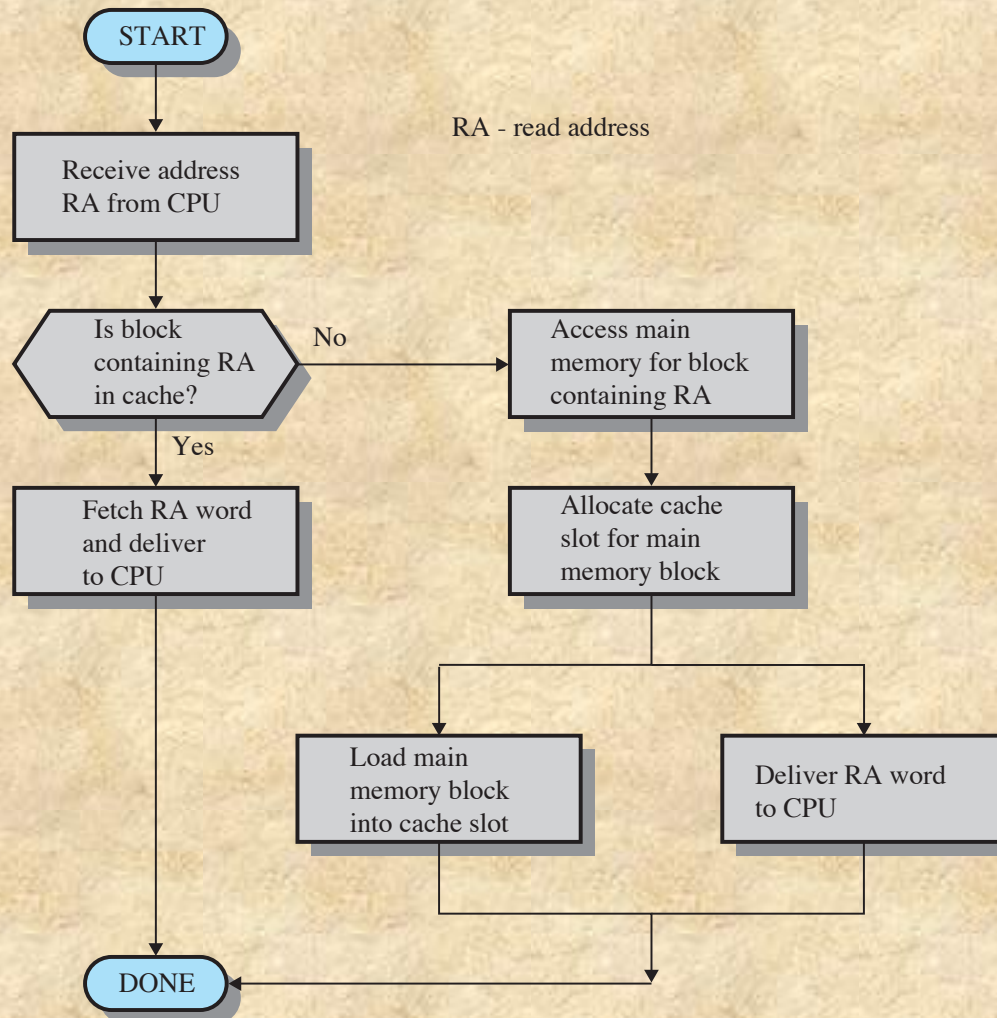 START
RA - read address
Receive address
RA from CPU
Is block
containing RA
in cache?
No
Access main
memory for block
containing RA
Yes
Fetch RA word
and deliver
to CPU
Allocate cache
slot for main
memory block
Load main
memory block
into cache slot
Deliver RA word
to CPU
DONE